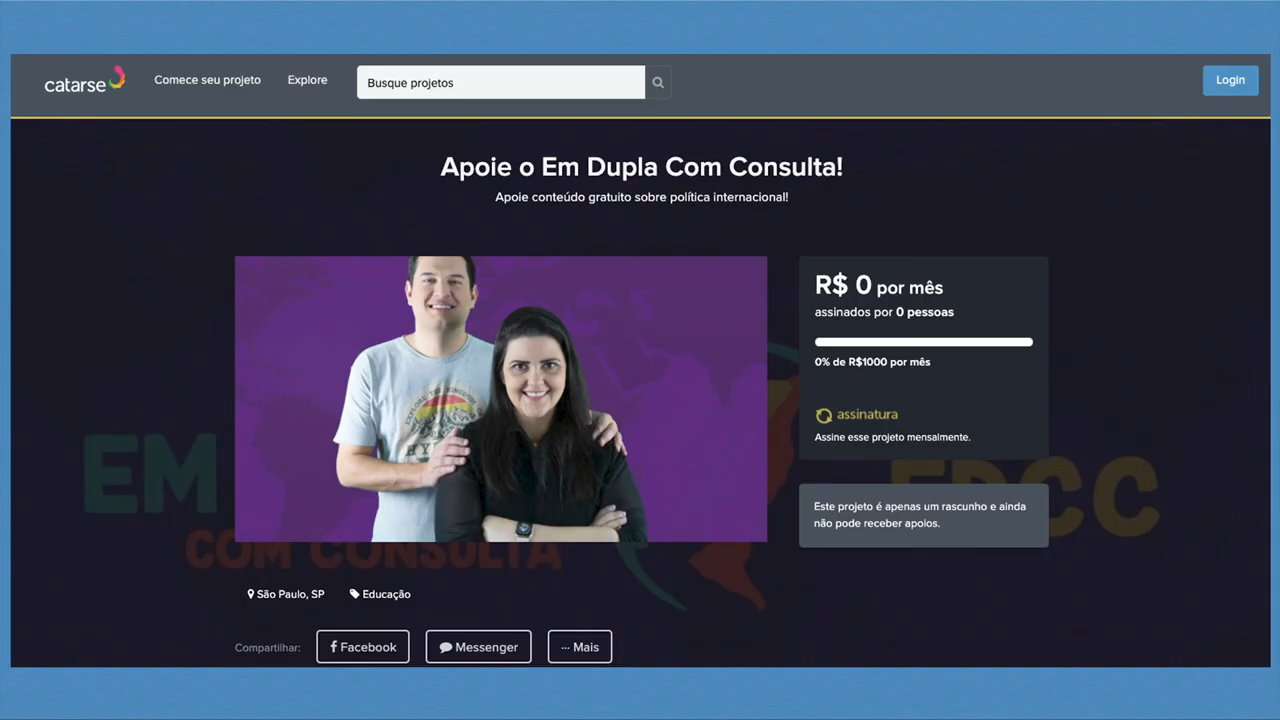 catarse
Comece seu projeto
Explore
Busque projetos
Login
Apoie o Em Dupla Com Consulta!
Apoie conteúdo gratuito sobre política internacional!
R$ 0 por mês
assinados por 0 pessoas
0% de R$1000 por mês
assinatura
Assine esse projeto mensalmente.
Este projeto é apenas um rascunho e ainda
não pode receber apoios.
EM
COM CONSULTA
EDCC
São Paulo, SP
Educação
Compartilhar:
Facebook
Messenger
··· Mais